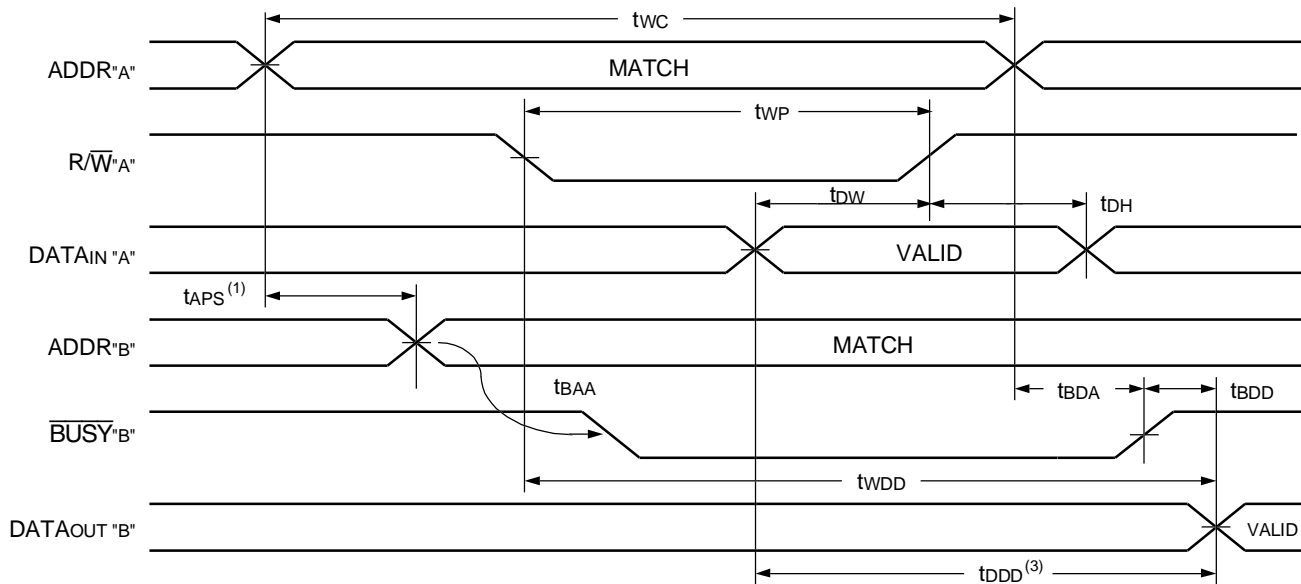 tWC
ADDR"A"
MATCH
tWP
R/W̅"A"
tDW
tDH
DATAIN "A"
VALID
tAPS(1)
ADDR"B"
MATCH
tBAA
tBDA
tBDD
B̅U̅S̅Y̅"B"
tWDD
DATAOUT "B"
VALID
tDDD(3)